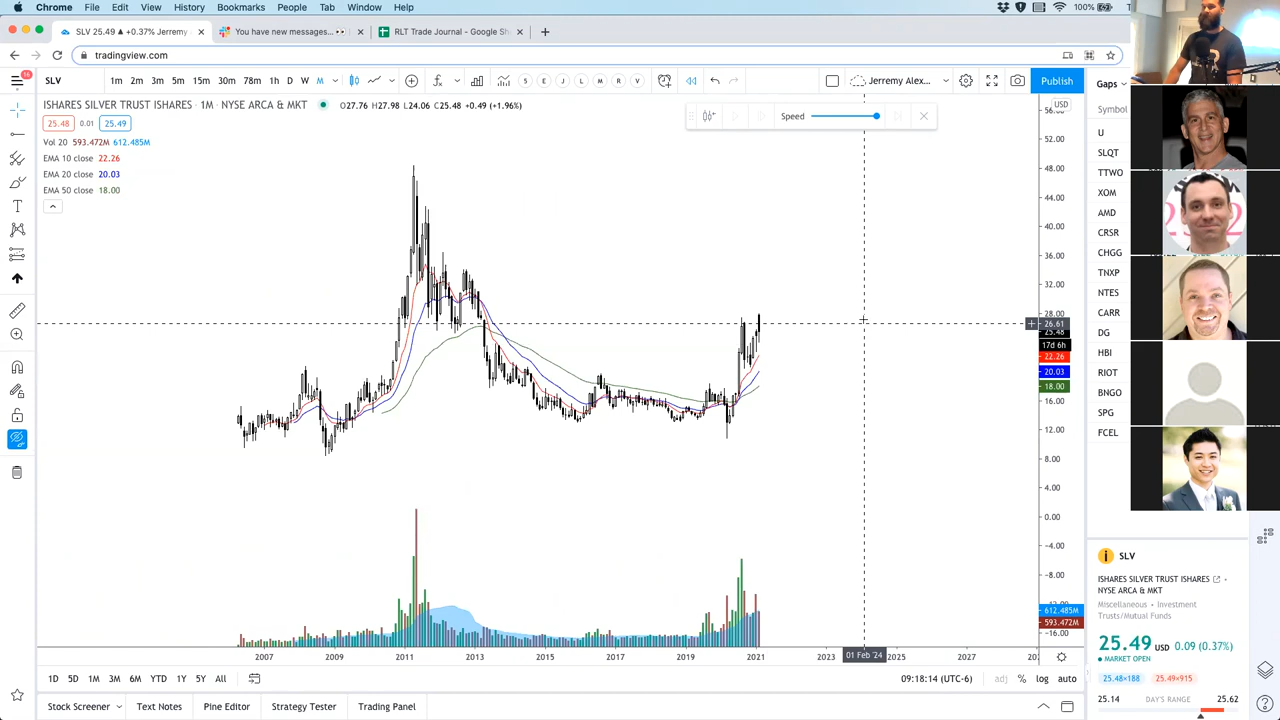 Chrome File Edit View History Bookmarks People Tab Window Help
100%
SLV 25.49 ▲ +0.37% Jerremy
You have new messages...
RLT Trade Journal - Google Sh
tradingview.com
16
SLV
1m 2m 3m 5m 15m 30m 78m 1h D W M
S E J L M R V
Jerremy Alex...
Publish
Gaps
ISHARES SILVER TRUST ISHARES · 1M · NYSE ARCA & MKT
O27.76 H27.98 L24.06 C25.48 +0.49 (+1.96%)
USD
25.48 0.01 25.49
Vol 20 593.472M 612.485M
EMA 10 close 22.26
EMA 20 close 20.03
EMA 50 close 18.00
Speed
Symbol
U
SLQT
TTWO
XOM
AMD
CRSR
CHGG
TNXP
NTES
CARR
DG
HBI
RIOT
BNGO
SPG
FCEL
56.00
52.00
48.00
44.00
40.00
36.00
32.00
28.00
26.61
25.48
17d 6h
22.26
20.03
18.00
16.00
12.00
8.00
4.00
0.00
−4.00
−8.00
612.485M
593.472M
−16.00
2007 2009 2011 2013 2015 2017 2019 2021 2023 01 Feb '24 2025 2027
1D 5D 1M 3M 6M YTD 1Y 5Y All
09:18:14 (UTC-6) adj % log auto
Stock Screener Text Notes Pine Editor Strategy Tester Trading Panel
SLV
ISHARES SILVER TRUST ISHARES •
NYSE ARCA & MKT
Miscellaneous • Investment
Trusts/Mutual Funds
25.49 USD 0.09 (0.37%)
MARKET OPEN
25.48×188 25.49×915
25.14 DAY'S RANGE 25.62